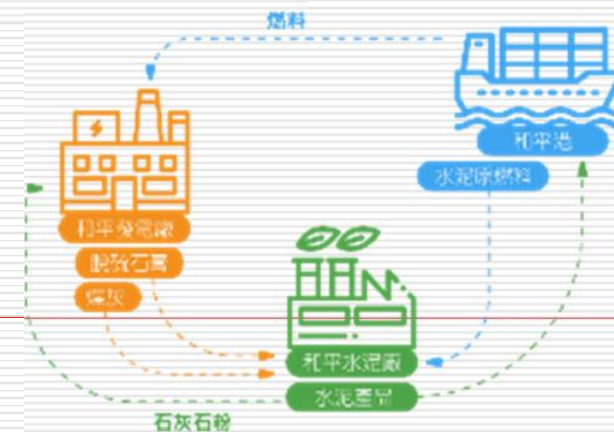 燃料
和平港
水泥原燃料
和平發電廠
脫硫石膏
煤灰
和平水泥廠
水泥產品
石灰石粉